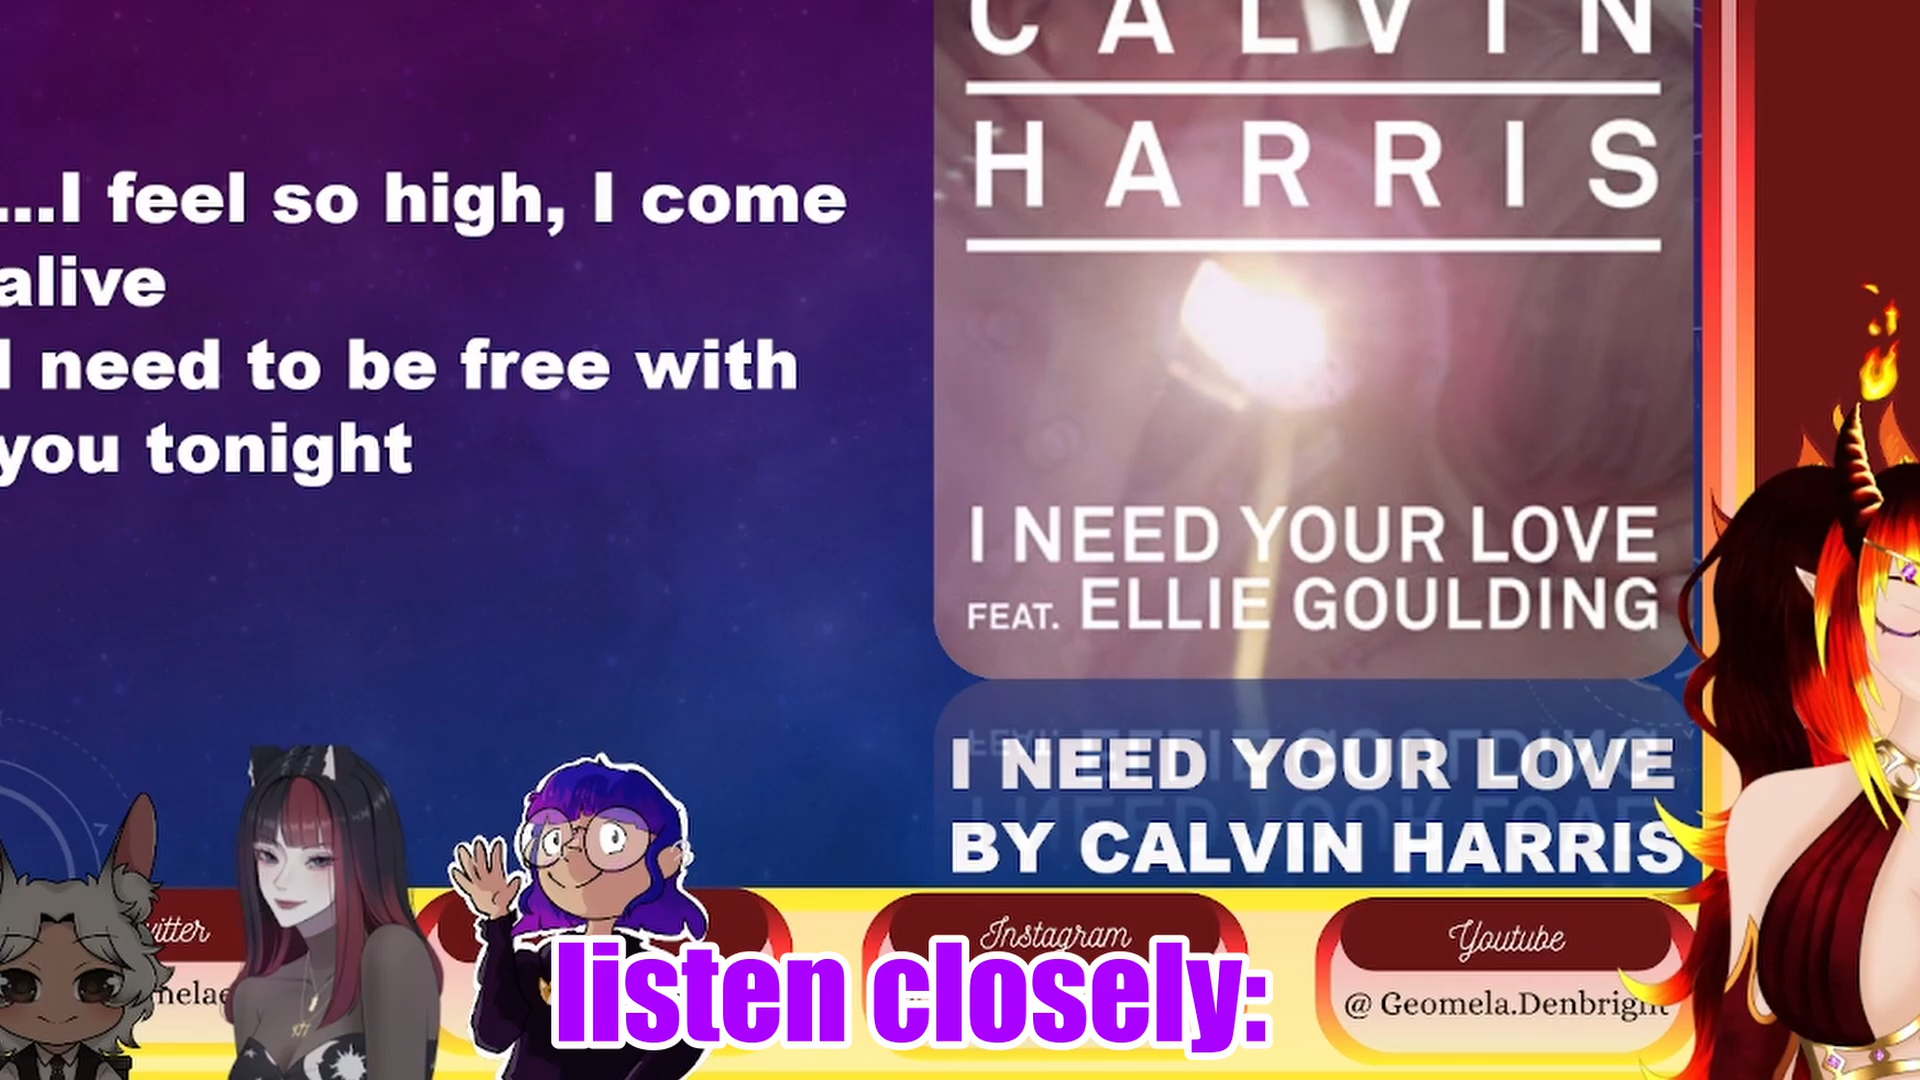 ...I feel so high, I come
alive
I need to be free with
you tonight
CALVIN
HARRIS
I NEED YOUR LOVE
FEAT. ELLIE GOULDING
I NEED YOUR LOVE
BY CALVIN HARRIS
Instagram
Youtube
@ Geomela.Denbright
listen closely: